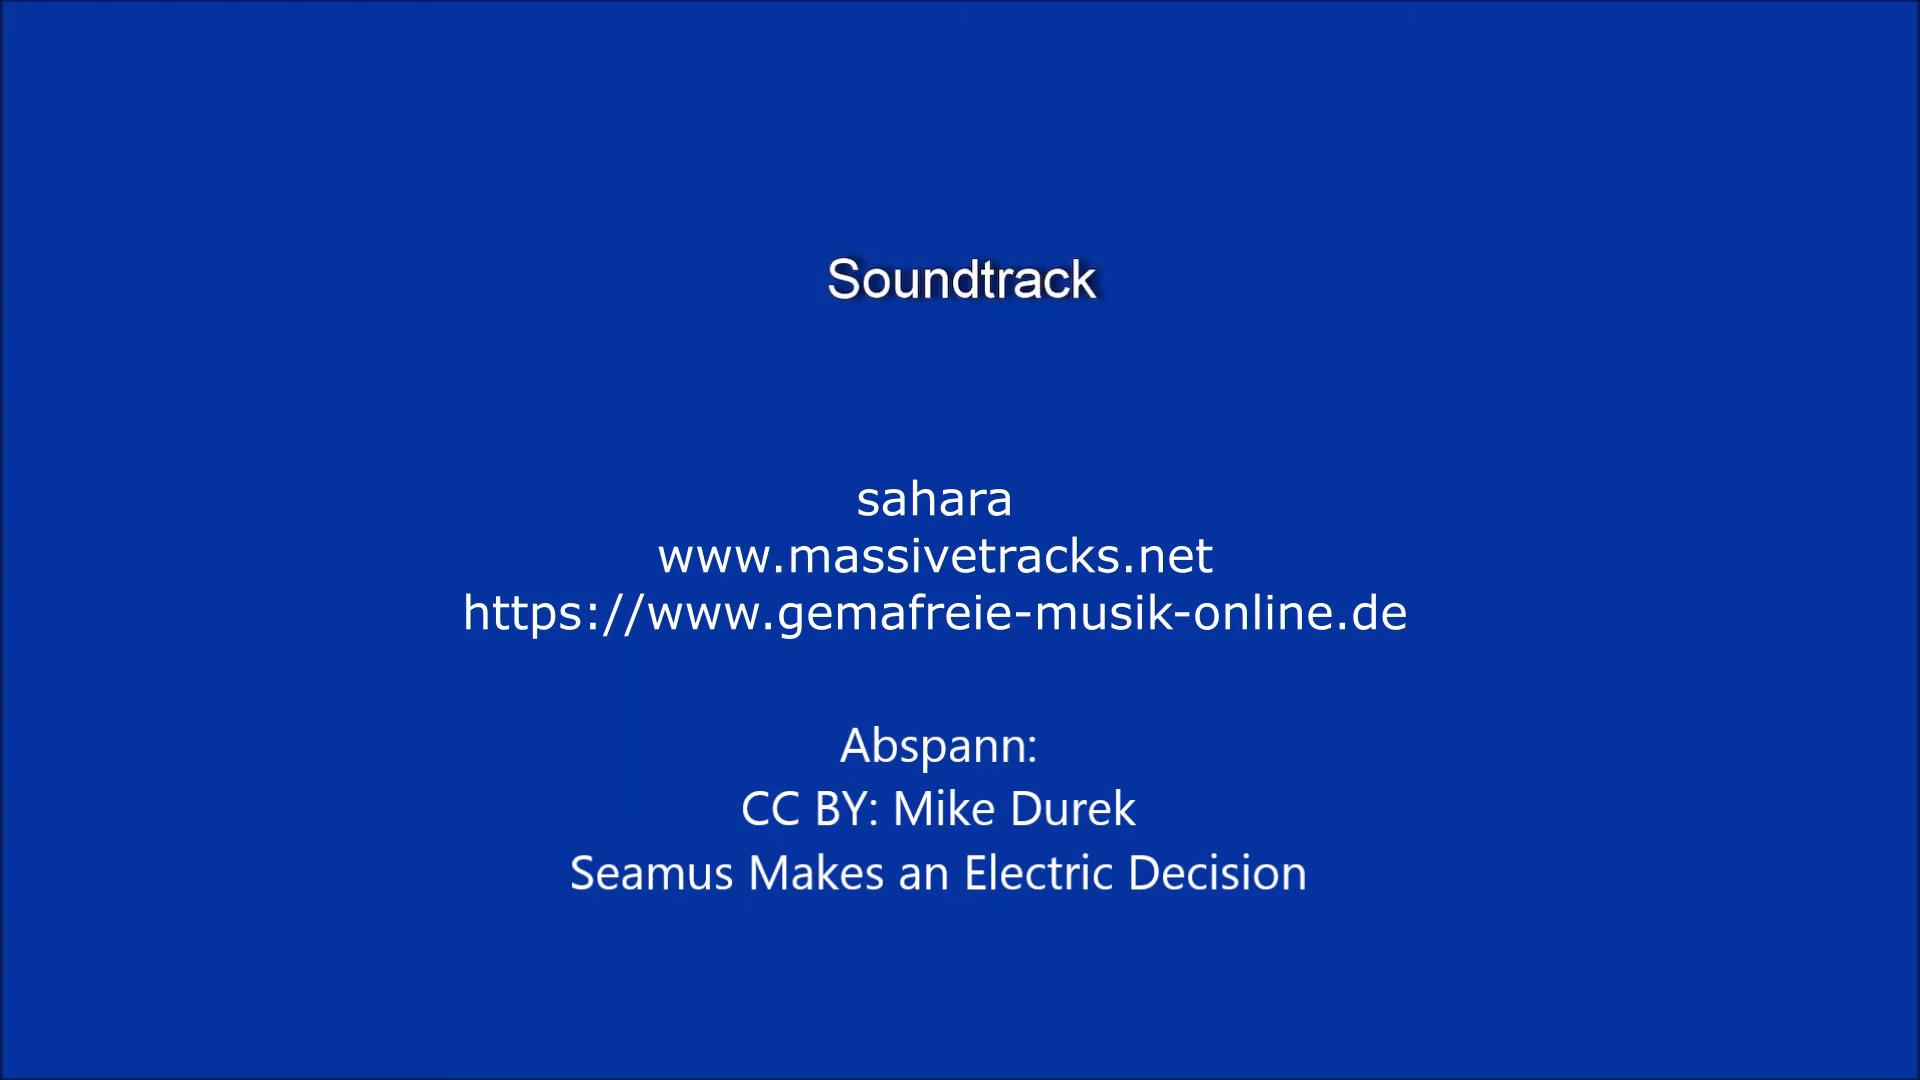 Soundtrack
sahara
www.massivetracks.net
https://www.gemafreie-musik-online.de
Abspann:
CC BY: Mike Durek
Seamus Makes an Electric Decision